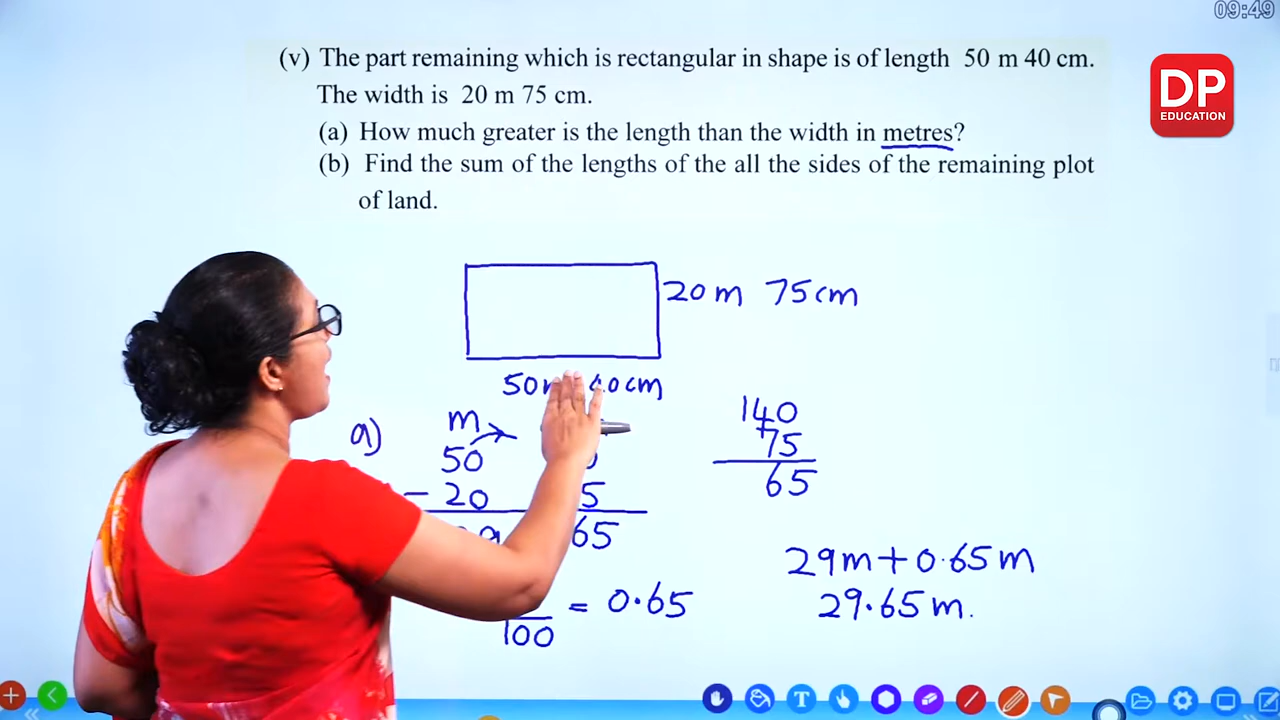 09:49
(v) The part remaining which is rectangular in shape is of length 50 m 40 cm.
The width is 20 m 75 cm.
(a) How much greater is the length than the width in metres?
(b) Find the sum of the lengths of the all the sides of the remaining plot
of land.
DP
EDUCATION
20m 75cm
a)
m
50
- 20
65
100
= 0.65
140
75
65
29m + 0.65m
29.65m.